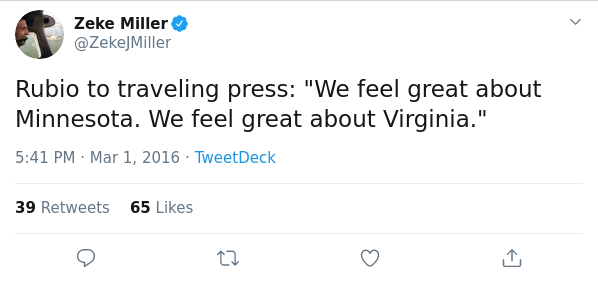 Zeke Miller
@ZekeJMiller
Rubio to traveling press: "We feel great about
Minnesota. We feel great about Virginia."
5:41 PM · Mar 1, 2016 · TweetDeck
39 Retweets 65 Likes